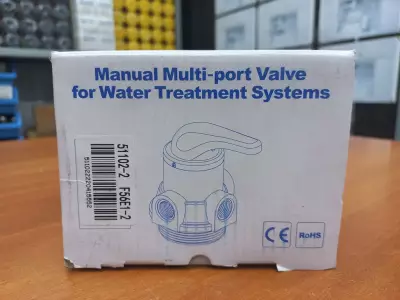 Manual Multi-port Valve
for Water Treatment Systems
51102-2 F56E1-2
CE
RoHS